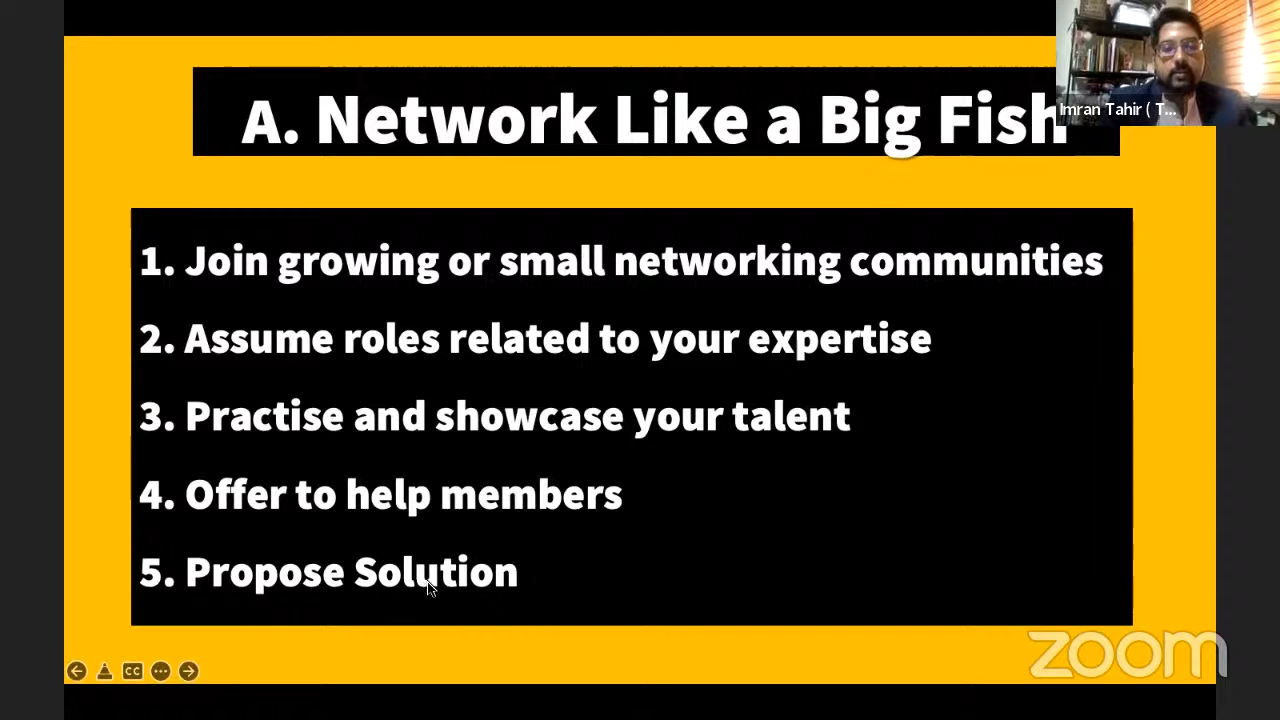 A. Network Like a Big Fish
Imran Tahir ( T...
1. Join growing or small networking communities
2. Assume roles related to your expertise
3. Practise and showcase your talent
4. Offer to help members
5. Propose Solution
CC
zoom